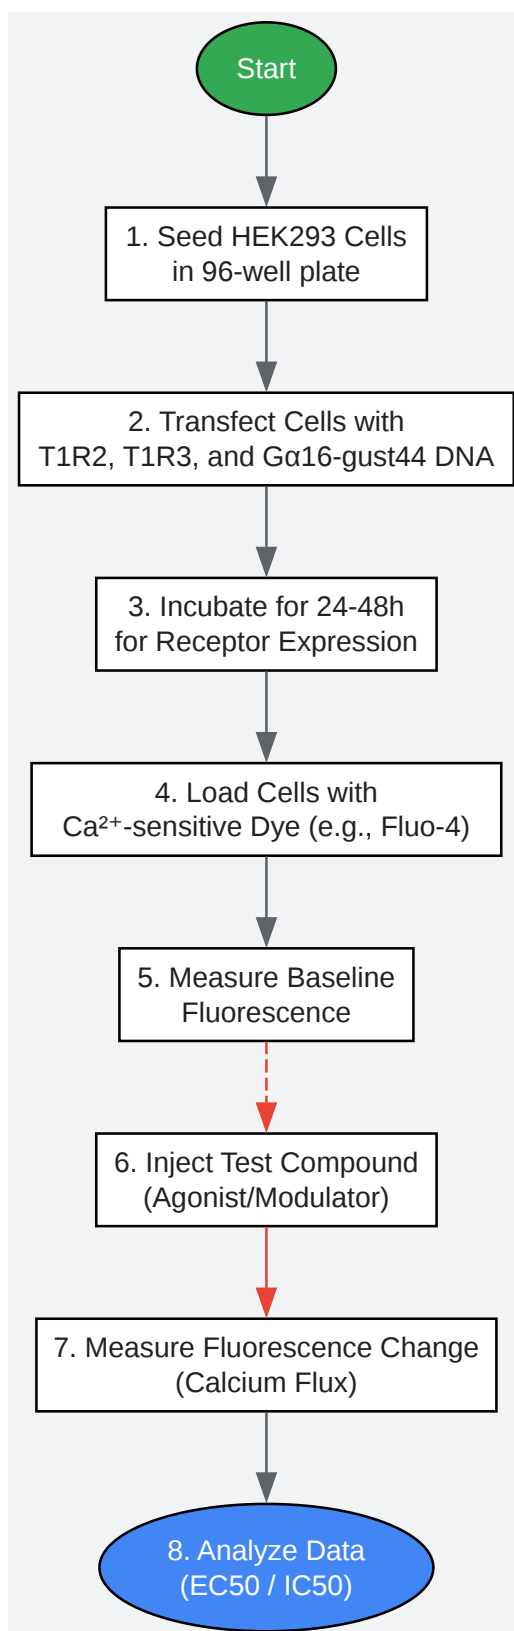 Start
1. Seed HEK293 Cells
in 96-well plate
2. Transfect Cells with
T1R2, T1R3, and Gα16-gust44 DNA
3. Incubate for 24-48h
for Receptor Expression
4. Load Cells with
Ca²⁺-sensitive Dye (e.g., Fluo-4)
5. Measure Baseline
Fluorescence
6. Inject Test Compound
(Agonist/Modulator)
7. Measure Fluorescence Change
(Calcium Flux)
8. Analyze Data
(EC50 / IC50)